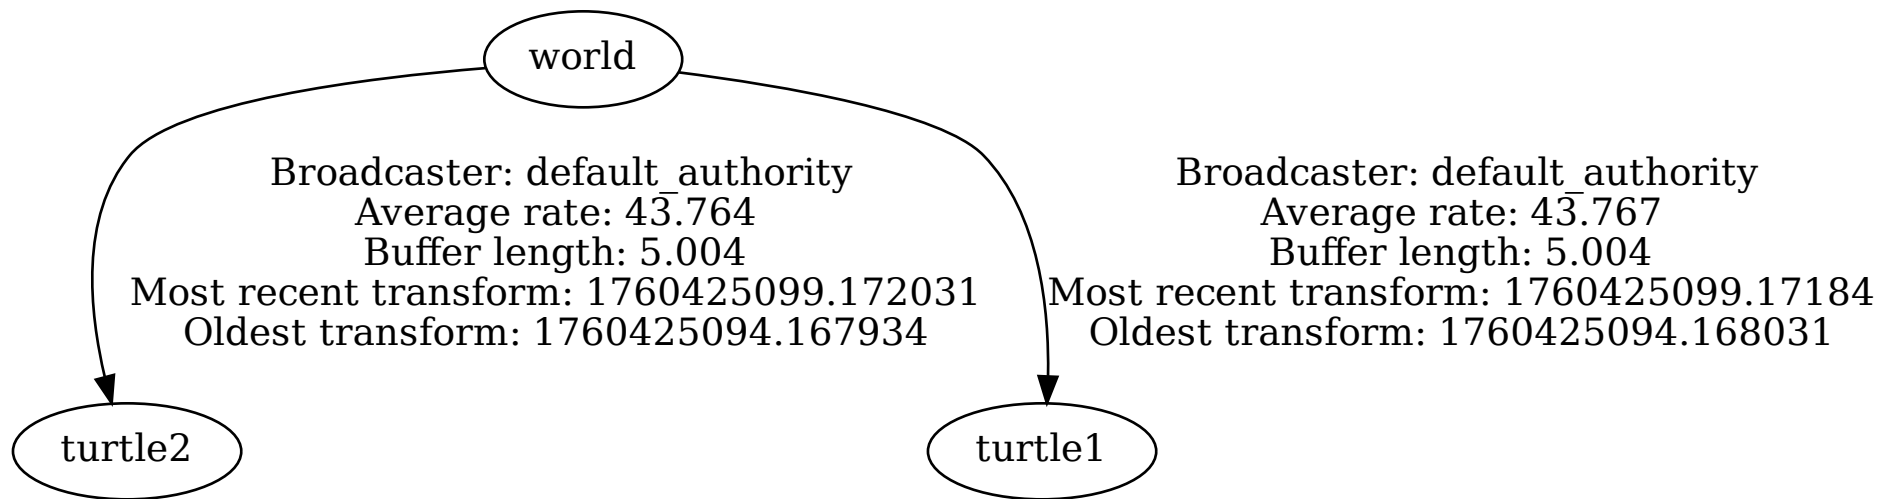 world
Broadcaster: default_authority
Average rate: 43.764
Buffer length: 5.004
Most recent transform: 1760425099.172031
Oldest transform: 1760425094.167934
Broadcaster: default_authority
Average rate: 43.767
Buffer length: 5.004
Most recent transform: 1760425099.17184
Oldest transform: 1760425094.168031
turtle2
turtle1